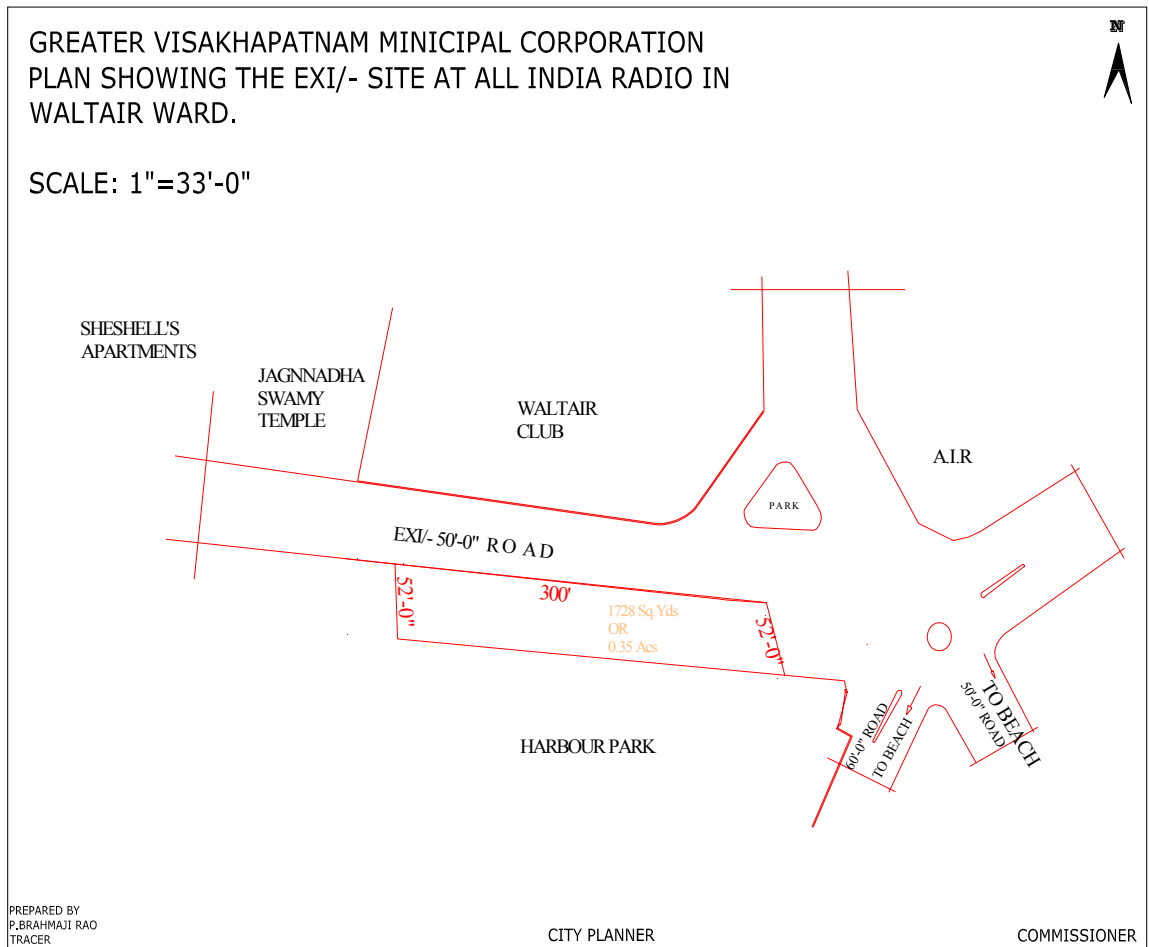 GREATER VISAKHAPATNAM MINICIPAL CORPORATION
PLAN SHOWING THE EXI/- SITE AT ALL INDIA RADIO IN
WALTAIR WARD.
SCALE: 1"=33'-0"
N
SHESHELL'S
APARTMENTS
JAGNNADHA
SWAMY
TEMPLE
WALTAIR
CLUB
A.I.R
PARK
EXI/- 50'-0" ROAD
52'-0"
300'
1728 Sq.Yds
OR
0.35 Acs
52'-0"
HARBOUR PARK
60'-0" ROAD
TO BEACH
TO BEACH
50'-0" ROAD
PREPARED BY
P.BRAHMAJI RAO
TRACER
CITY PLANNER
COMMISSIONER